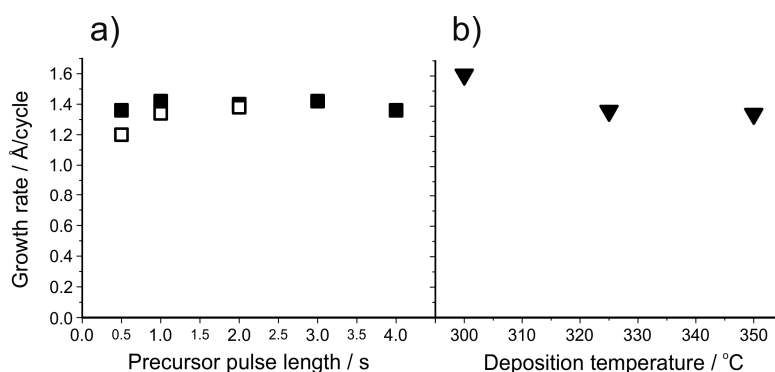 a)
b)
Growth rate / Å/cycle
1.6
1.4
1.2
1.0
0.8
0.6
0.4
0.2
0.0
0.0 0.5 1.0 1.5 2.0 2.5 3.0 3.5 4.0
300 310 320 330 340 350
Precursor pulse length / s
Deposition temperature / °C